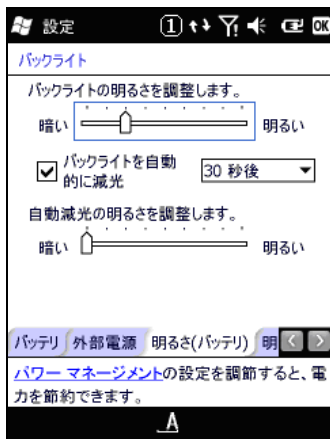 設定 1 OK
バックライト
バックライトの明るさを調整します。
暗い 明るい
バックライトを自動
的に減光 30 秒後
自動減光の明るさを調整します。
暗い 明るい
バッテリ 外部電源 明るさ(バッテリ) 明
パワー マネージメントの設定を調節すると、電
力を節約できます。
A